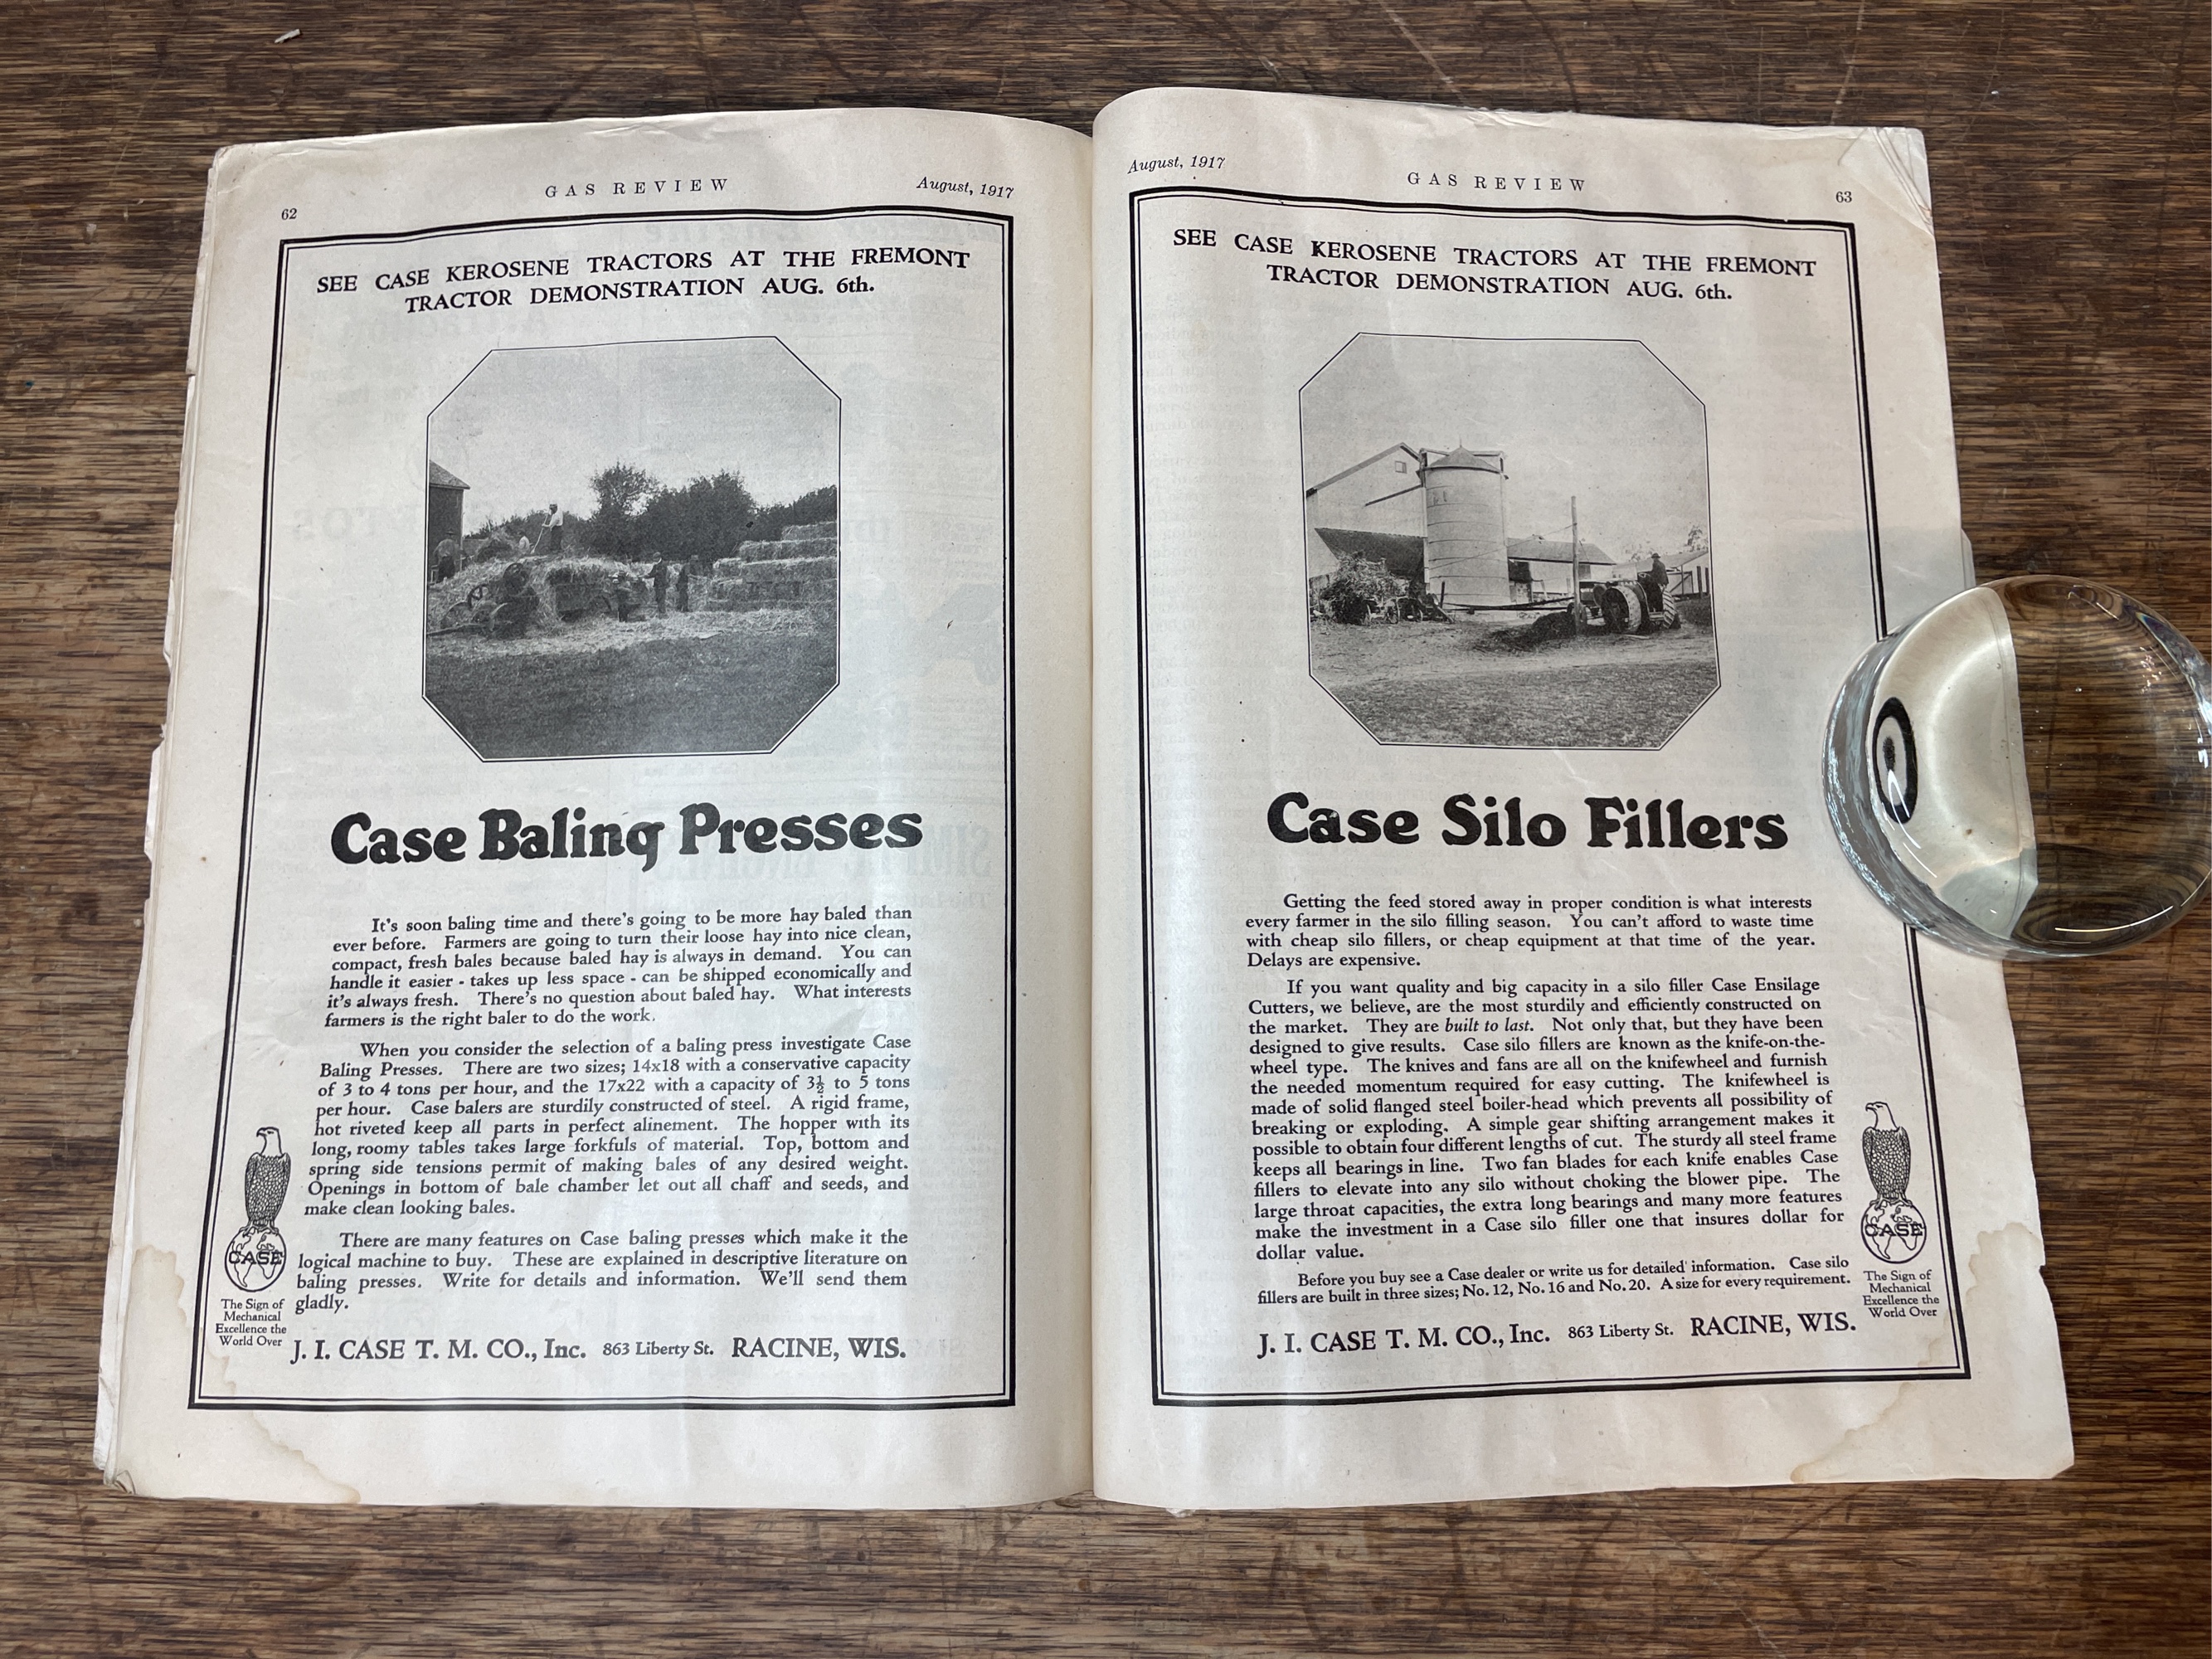 62
GAS REVIEW
August, 1917
SEE CASE KEROSENE TRACTORS AT THE FREMONT
TRACTOR DEMONSTRATION AUG. 6th.
Case Baling Presses
It's soon baling time and there's going to be more hay baled than
ever before. Farmers are going to turn their loose hay into nice clean,
compact, fresh bales because baled hay is always in demand. You can
handle it easier - takes up less space - can be shipped economically and
it's always fresh. There's no question about baled hay. What interests
farmers is the right baler to do the work.
When you consider the selection of a baling press investigate Case
Baling Presses. There are two sizes; 14x18 with a conservative capacity
of 3 to 4 tons per hour, and the 17x22 with a capacity of 3½ to 5 tons
per hour. Case balers are sturdily constructed of steel. A rigid frame,
hot riveted keep all parts in perfect alinement. The hopper with its
long, roomy tables takes large forkfuls of material. Top, bottom and
spring side tensions permit of making bales of any desired weight.
Openings in bottom of bale chamber let out all chaff and seeds, and
make clean looking bales.
There are many features on Case baling presses which make it the
logical machine to buy. These are explained in descriptive literature on
baling presses. Write for details and information. We'll send them
gladly.
CASE
The Sign of
Mechanical
Excellence the
World Over
J. I. CASE T. M. CO., Inc. 863 Liberty St. RACINE, WIS.
August, 1917
GAS REVIEW
63
SEE CASE KEROSENE TRACTORS AT THE FREMONT
TRACTOR DEMONSTRATION AUG. 6th.
Case Silo Fillers
Getting the feed stored away in proper condition is what interests
every farmer in the silo filling season. You can't afford to waste time
with cheap silo fillers, or cheap equipment at that time of the year.
Delays are expensive.
If you want quality and big capacity in a silo filler Case Ensilage
Cutters, we believe, are the most sturdily and efficiently constructed on
the market. They are built to last. Not only that, but they have been
designed to give results. Case silo fillers are known as the knife-on-the-
wheel type. The knives and fans are all on the knifewheel and furnish
the needed momentum required for easy cutting. The knifewheel is
made of solid flanged steel boiler-head which prevents all possibility of
breaking or exploding. A simple gear shifting arrangement makes it
possible to obtain four different lengths of cut. The sturdy all steel frame
keeps all bearings in line. Two fan blades for each knife enables Case
fillers to elevate into any silo without choking the blower pipe. The
large throat capacities, the extra long bearings and many more features
make the investment in a Case silo filler one that insures dollar for
dollar value.
Before you buy see a Case dealer or write us for detailed information. Case silo
fillers are built in three sizes; No. 12, No. 16 and No. 20. A size for every requirement.
CASE
The Sign of
Mechanical
Excellence the
World Over
J. I. CASE T. M. CO., Inc. 863 Liberty St. RACINE, WIS.